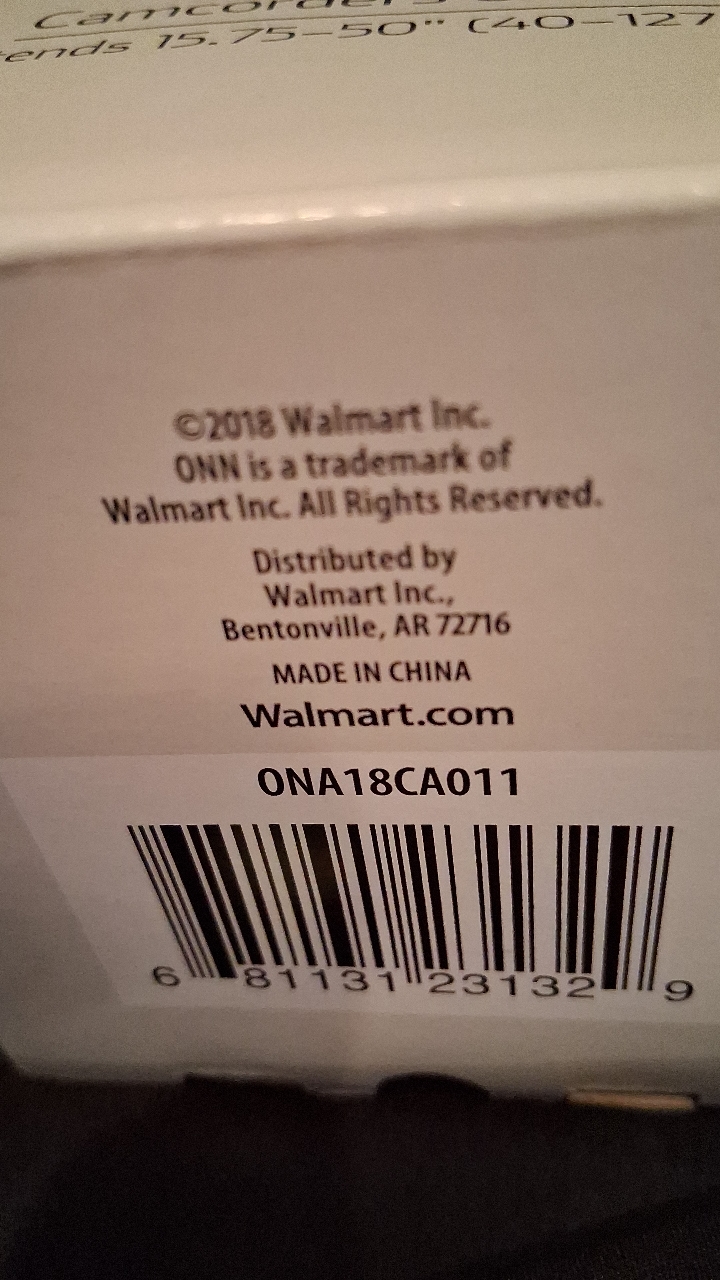 Camcorders
ends 15.75–50" (40–127
©2018 Walmart Inc.
ONN is a trademark of
Walmart Inc. All Rights Reserved.
Distributed by
Walmart Inc.,
Bentonville, AR 72716
MADE IN CHINA
Walmart.com
ONA18CA011
6 81131 23132 9